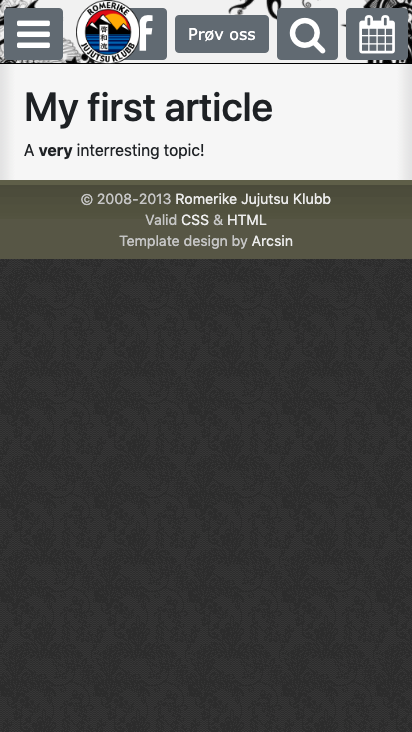 ROMERIKE
JUJUTSU KLUBB
f
Prøv oss
My first article
A very interresting topic!
© 2008-2013 Romerike Jujutsu Klubb
Valid CSS & HTML
Template design by Arcsin